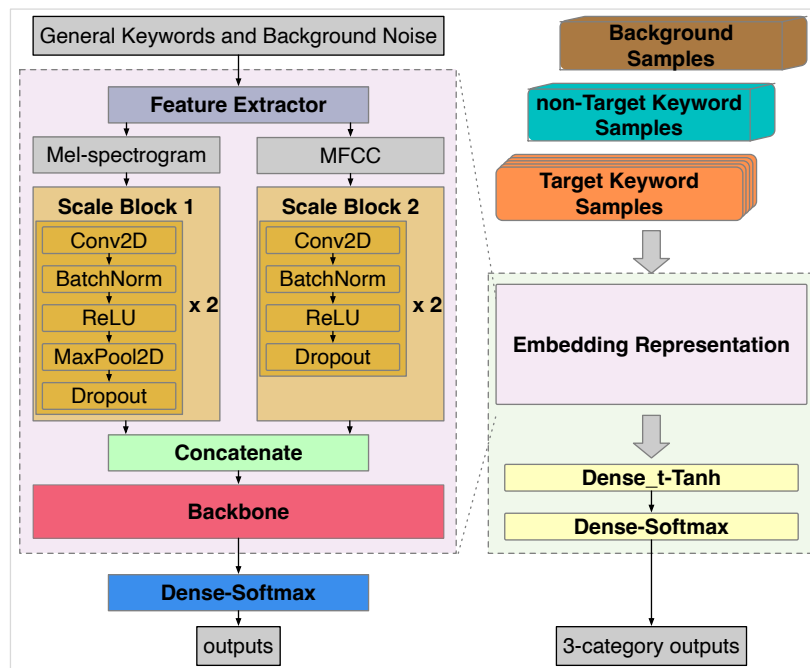 General Keywords and Background Noise
Feature Extractor
Mel-spectrogram
MFCC
Scale Block 1
Conv2D
BatchNorm
ReLU
MaxPool2D
Dropout
x 2
Scale Block 2
Conv2D
BatchNorm
ReLU
Dropout
x 2
Concatenate
Backbone
Dense-Softmax
outputs
Background
Samples
non-Target Keyword
Samples
Target Keyword
Samples
Embedding Representation
Dense_t-Tanh
Dense-Softmax
3-category outputs